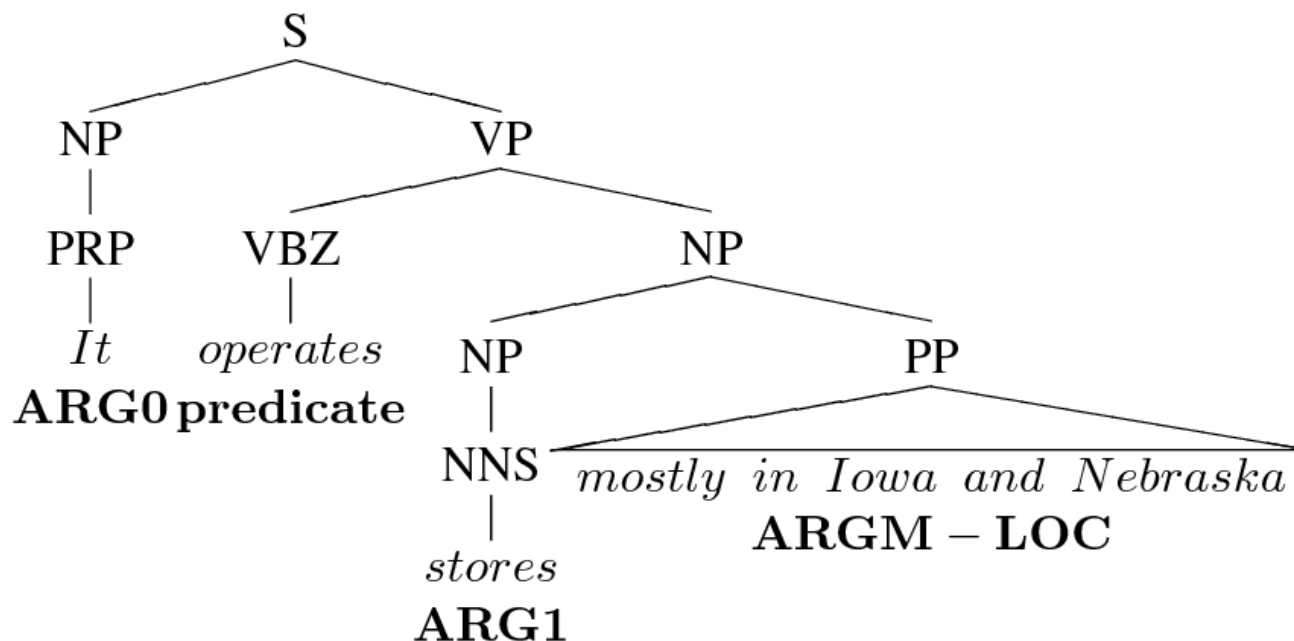 S
NP VP
PRP VBZ NP
It operates NP PP
ARG0 predicate
NNS mostly in Iowa and Nebraska
ARGM – LOC
stores
ARG1